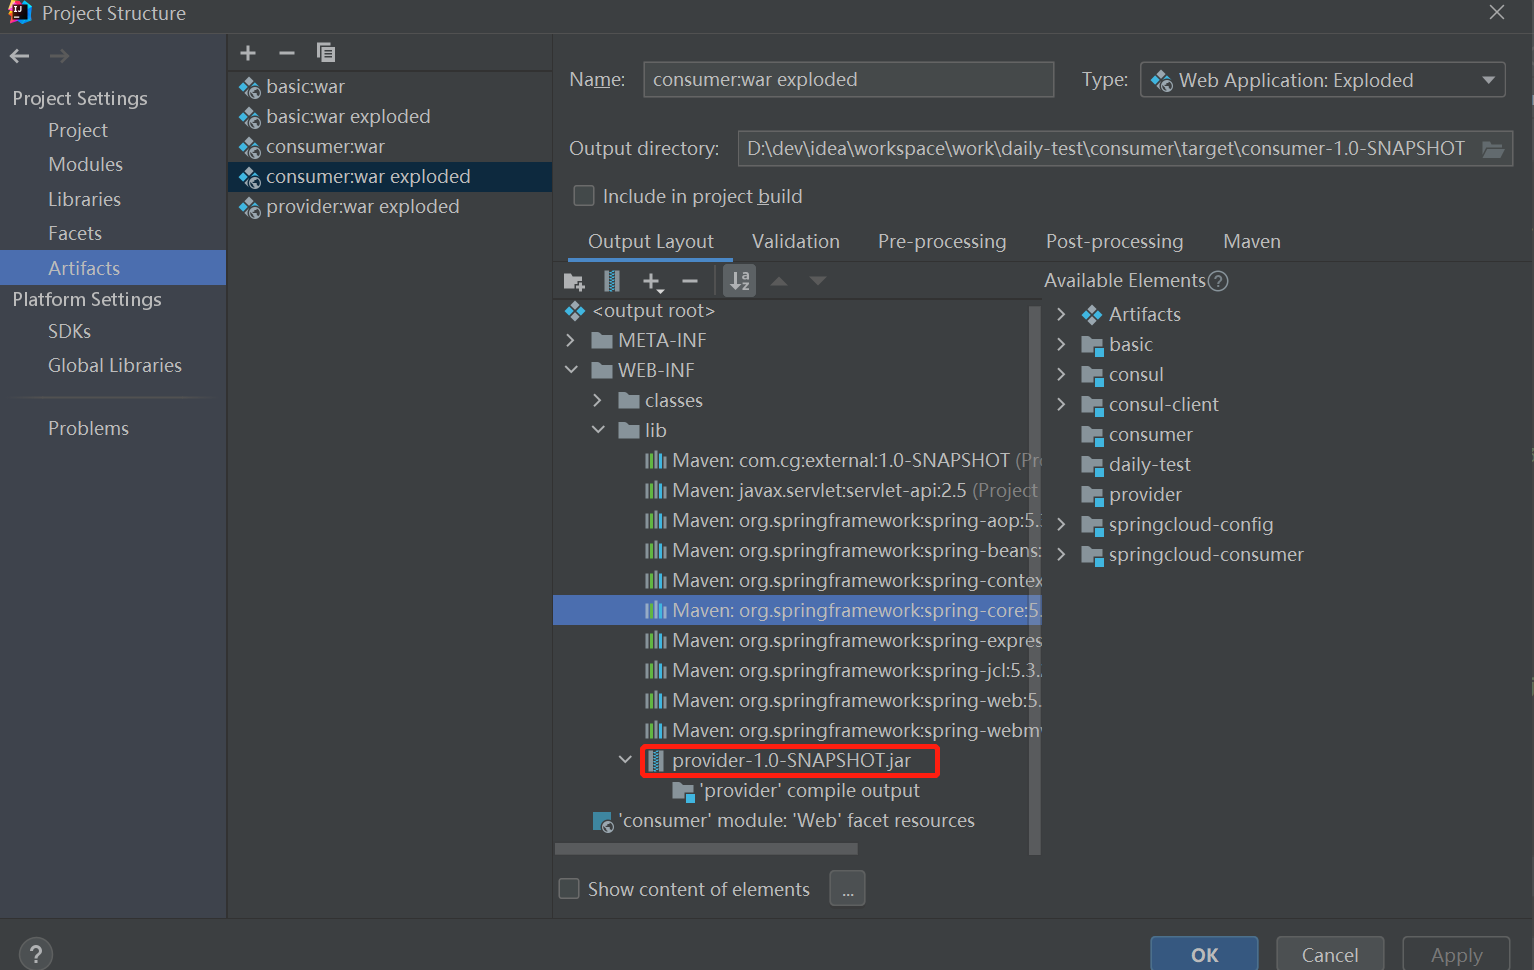 Project Structure
Project Settings
Project
Modules
Libraries
Facets
Artifacts
Platform Settings
SDKs
Global Libraries
Problems
basic:war
basic:war exploded
consumer:war
consumer:war exploded
provider:war exploded
Name: consumer:war exploded Type: Web Application: Exploded
Output directory: D:\dev\idea\workspace\work\daily-test\consumer\target\consumer-1.0-SNAPSHOT
Include in project build
Output Layout Validation Pre-processing Post-processing Maven
<output root>
META-INF
WEB-INF
classes
lib
Maven: com.cg:external:1.0-SNAPSHOT (Pr
Maven: javax.servlet:servlet-api:2.5 (Project
Maven: org.springframework:spring-aop:5.
Maven: org.springframework:spring-beans:
Maven: org.springframework:spring-contex
Maven: org.springframework:spring-core:5.
Maven: org.springframework:spring-expres
Maven: org.springframework:spring-jcl:5.3.
Maven: org.springframework:spring-web:5.
Maven: org.springframework:spring-webm
provider-1.0-SNAPSHOT.jar
'provider' compile output
'consumer' module: 'Web' facet resources
Show content of elements ...
Available Elements ?
Artifacts
basic
consul
consul-client
consumer
daily-test
provider
springcloud-config
springcloud-consumer
? OK Cancel Apply